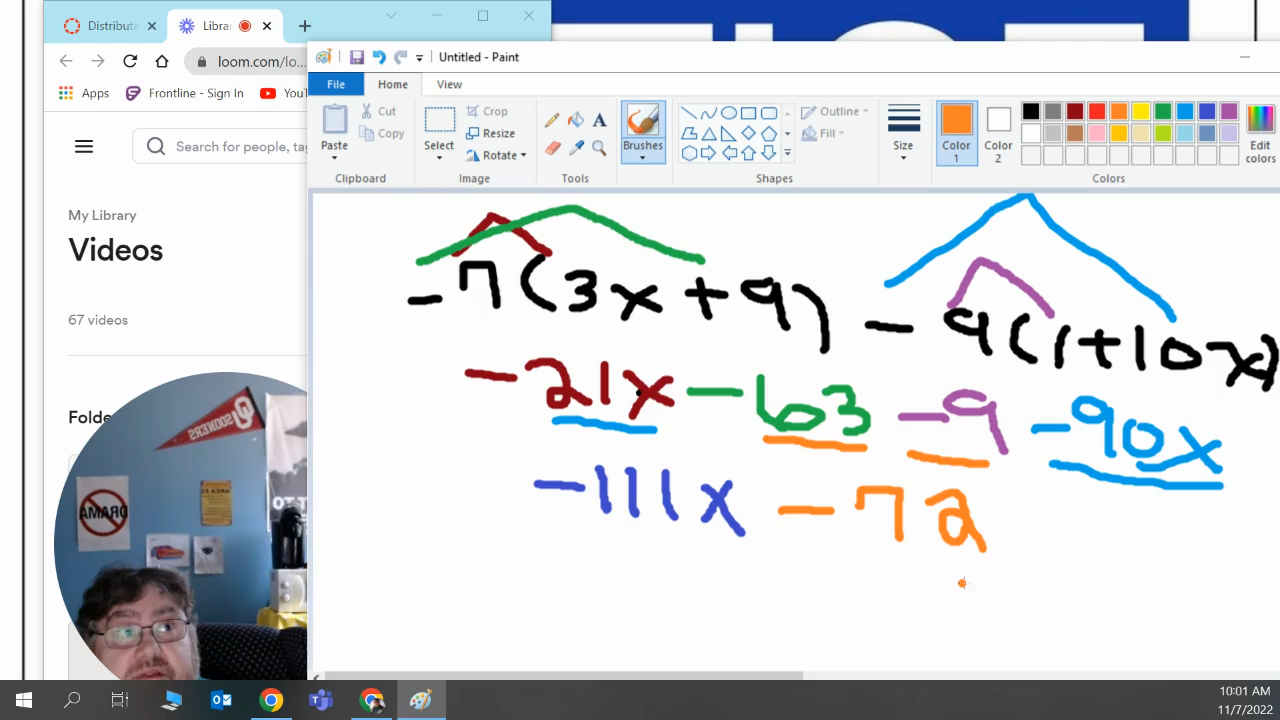 Distribute
Libra
loom.com/lo...
Apps
Frontline - Sign In
YouT
Search for people, tag
My Library
Videos
67 videos
Folde
SOONERS
DRAMA
Untitled - Paint
File Home View
Paste
Cut
Copy
Clipboard
Select
Crop
Resize
Rotate
Image
Tools
Brushes
Shapes
Outline
Fill
Size
Color 1
Color 2
Colors
Edit colors
-7(3x+9) -9(1+10x)
-21x -63 -9 -90x
-111x -72
10:01 AM
11/7/2022